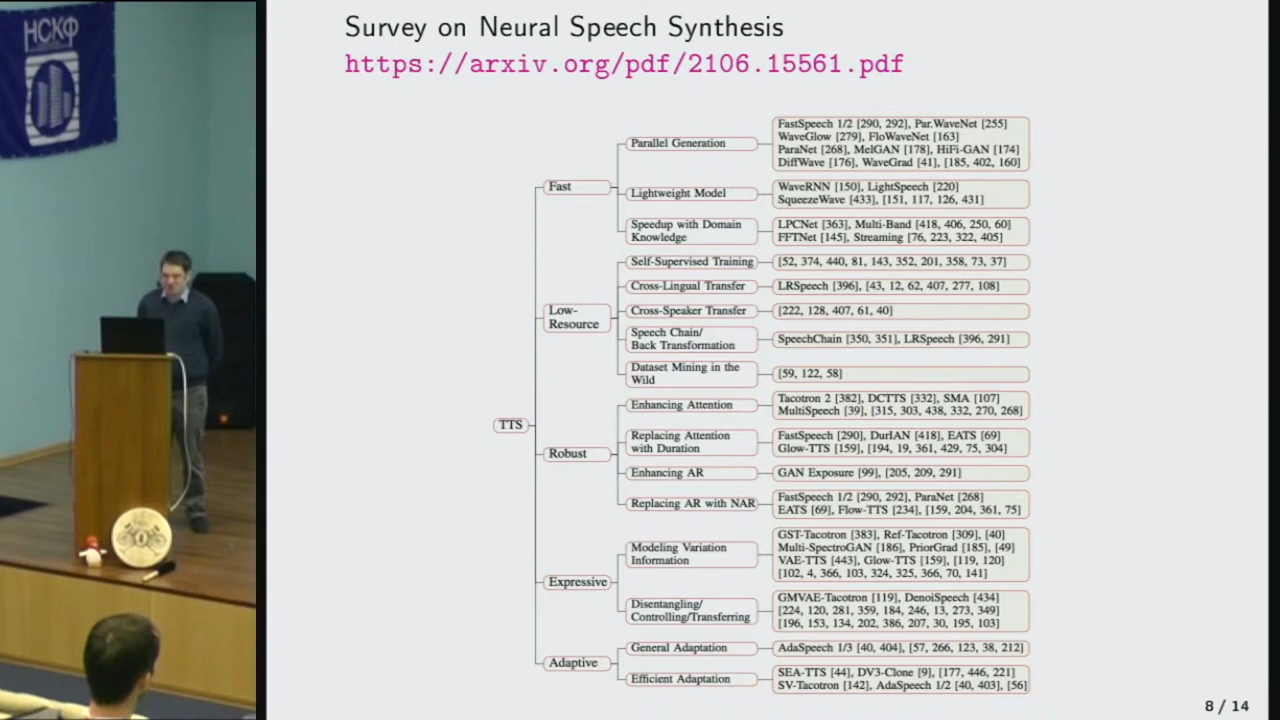 НСКФ
Survey on Neural Speech Synthesis
https://arxiv.org/pdf/2106.15561.pdf
TTS
Fast
Parallel Generation
FastSpeech 1/2 [290, 292], Par.WaveNet [255]
WaveGlow [279], FloWaveNet [163]
ParaNet [268], MelGAN [178], HiFi-GAN [174]
DiffWave [176], WaveGrad [41], [185, 402, 160]
Lightweight Model
WaveRNN [150], LightSpeech [220]
SqueezeWave [433], [151, 117, 126, 431]
Speedup with Domain
Knowledge
LPCNet [363], Multi-Band [418, 406, 250, 60]
FFTNet [145], Streaming [76, 223, 322, 405]
Low-
Resource
Self-Supervised Training
[52, 374, 440, 81, 143, 352, 201, 358, 73, 37]
Cross-Lingual Transfer
LRSpeech [396], [43, 12, 62, 407, 277, 108]
Cross-Speaker Transfer
[222, 128, 407, 61, 40]
Speech Chain/
Back Transformation
SpeechChain [350, 351], LRSpeech [396, 291]
Dataset Mining in the
Wild
[59, 122, 58]
Robust
Enhancing Attention
Tacotron 2 [382], DCTTS [332], SMA [107]
MultiSpeech [39], [315, 303, 438, 332, 270, 268]
Replacing Attention
with Duration
FastSpeech [290], DurIAN [418], EATS [69]
Glow-TTS [159], [194, 19, 361, 429, 75, 304]
Enhancing AR
GAN Exposure [99], [205, 209, 291]
Replacing AR with NAR
FastSpeech 1/2 [290, 292], ParaNet [268]
EATS [69], Flow-TTS [234], [159, 204, 361, 75]
Expressive
Modeling Variation
Information
GST-Tacotron [383], Ref-Tacotron [309], [40]
Multi-SpectroGAN [186], PriorGrad [185], [49]
VAE-TTS [443], Glow-TTS [159], [119, 120]
[102, 4, 366, 103, 324, 325, 366, 70, 141]
Disentangling/
Controlling/Transferring
GMVAE-Tacotron [119], DenoiSpeech [434]
[224, 120, 281, 359, 184, 246, 13, 273, 349]
[196, 153, 134, 202, 386, 207, 30, 195, 103]
Adaptive
General Adaptation
AdaSpeech 1/3 [40, 404], [57, 266, 123, 38, 212]
Efficient Adaptation
SEA-TTS [44], DV3-Clone [9], [177, 446, 221]
SV-Tacotron [142], AdaSpeech 1/2 [40, 403], [56]
8 / 14